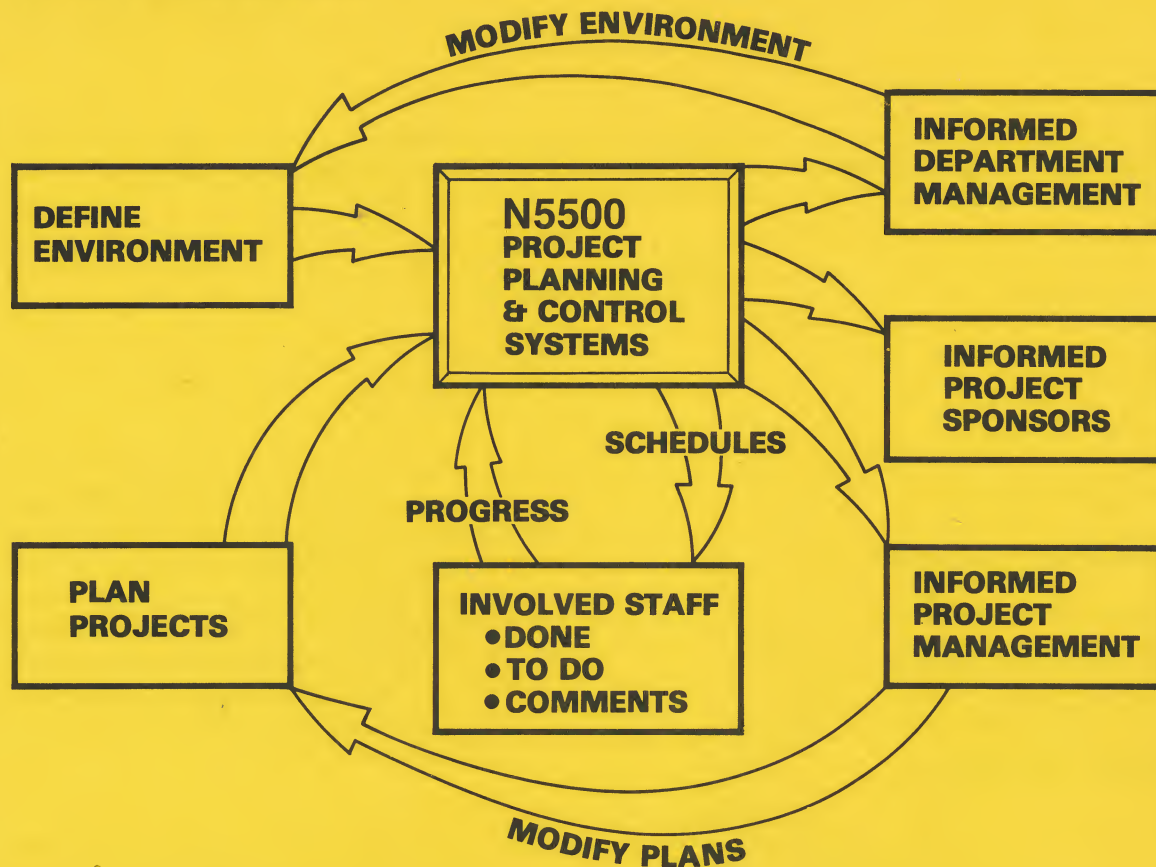 MODIFY ENVIRONMENT
DEFINE
ENVIRONMENT
N5500
PROJECT
PLANNING
& CONTROL
SYSTEMS
INFORMED
DEPARTMENT
MANAGEMENT
INFORMED
PROJECT
SPONSORS
SCHEDULES
PROGRESS
PLAN
PROJECTS
INVOLVED STAFF
● DONE
● TO DO
● COMMENTS
INFORMED
PROJECT
MANAGEMENT
MODIFY PLANS